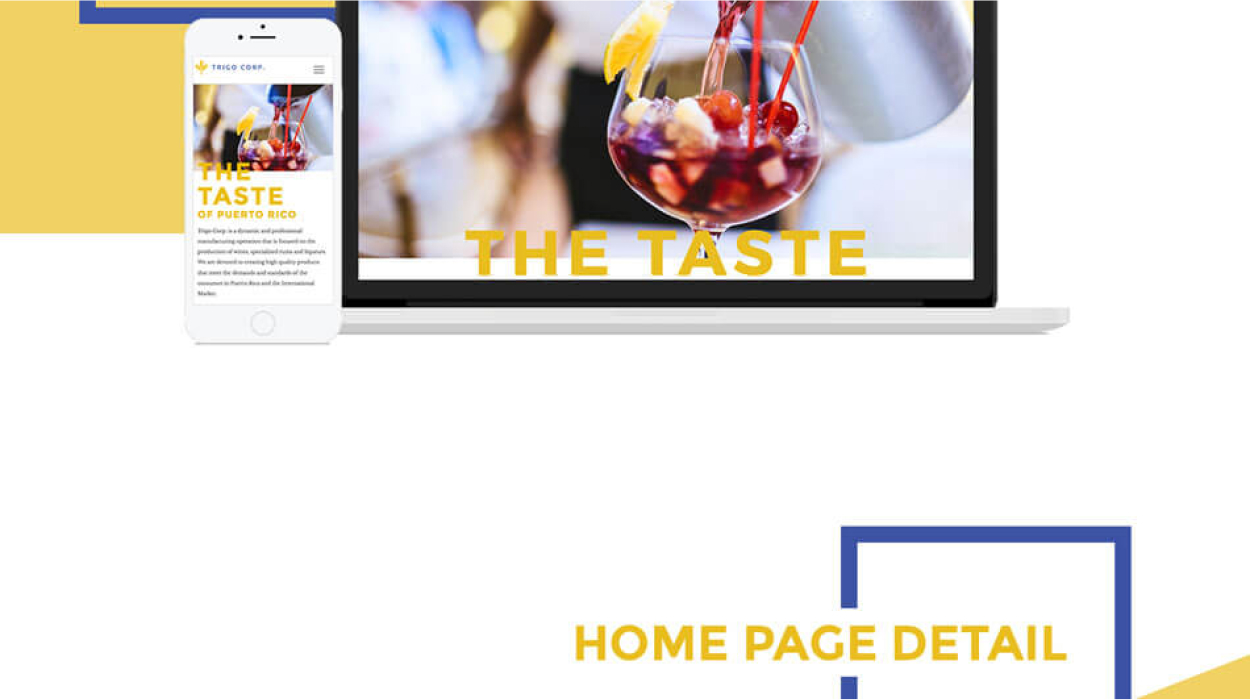 TRIGO CORP.
THE
TASTE
OF PUERTO RICO
Trigo Corp. is a dynamic and professional
manufacturing operation that is focused on the
production of wines, specialized rums and liqueurs.
We are devoted to creating high quality products
that meet the demands and standards of the
consumer in Puerto Rico and the International
Market.
THE TASTE
HOME PAGE DETAIL